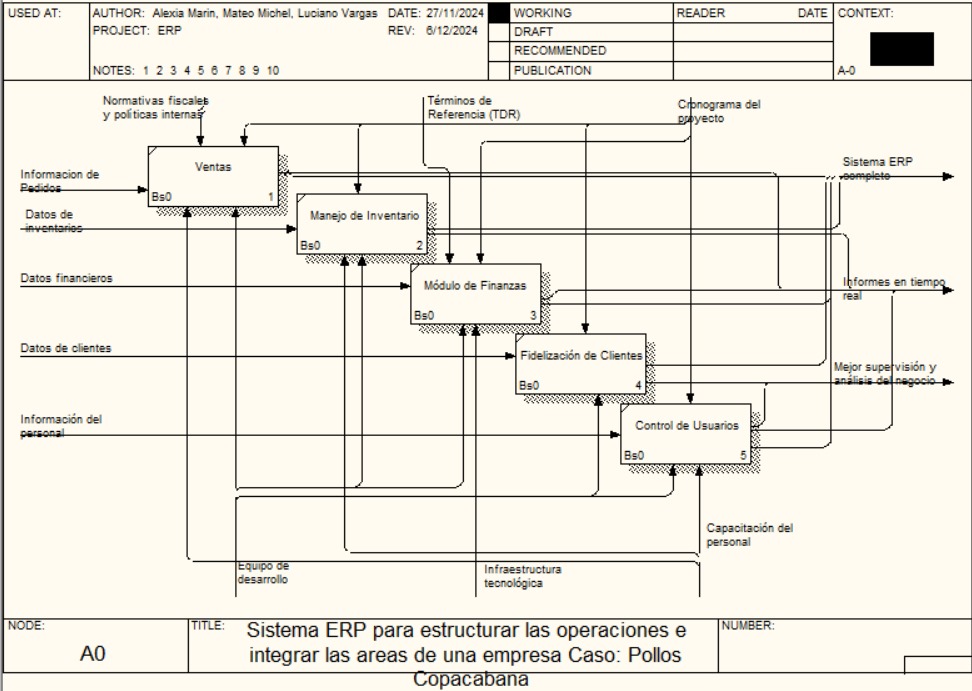 USED AT:
AUTHOR: Alexia Marin, Mateo Michel, Luciano Vargas
DATE: 27/11/2024
PROJECT: ERP
REV: 6/12/2024
NOTES: 1 2 3 4 5 6 7 8 9 10
WORKING
DRAFT
RECOMMENDED
PUBLICATION
READER
DATE
CONTEXT:
A-0
Normativas fiscales
y políticas internas
Términos de
Referencia (TDR)
Cronograma del
proyecto
Informacion de
Pedidos
Ventas
Bs0
1
Sistema ERP
completo
Datos de
inventarios
Manejo de Inventario
Bs0
2
Datos financieros
Módulo de Finanzas
Bs0
3
Informes en tiempo
real
Datos de clientes
Fidelización de Clientes
Bs0
4
Mejor supervisión y
análisis del negocio
Información del
personal
Control de Usuarios
Bs0
5
Capacitación del
personal
Equipo de
desarrollo
Infraestructura
tecnológica
NODE:
A0
TITLE:
Sistema ERP para estructurar las operaciones e
integrar las areas de una empresa Caso: Pollos
Copacabana
NUMBER: